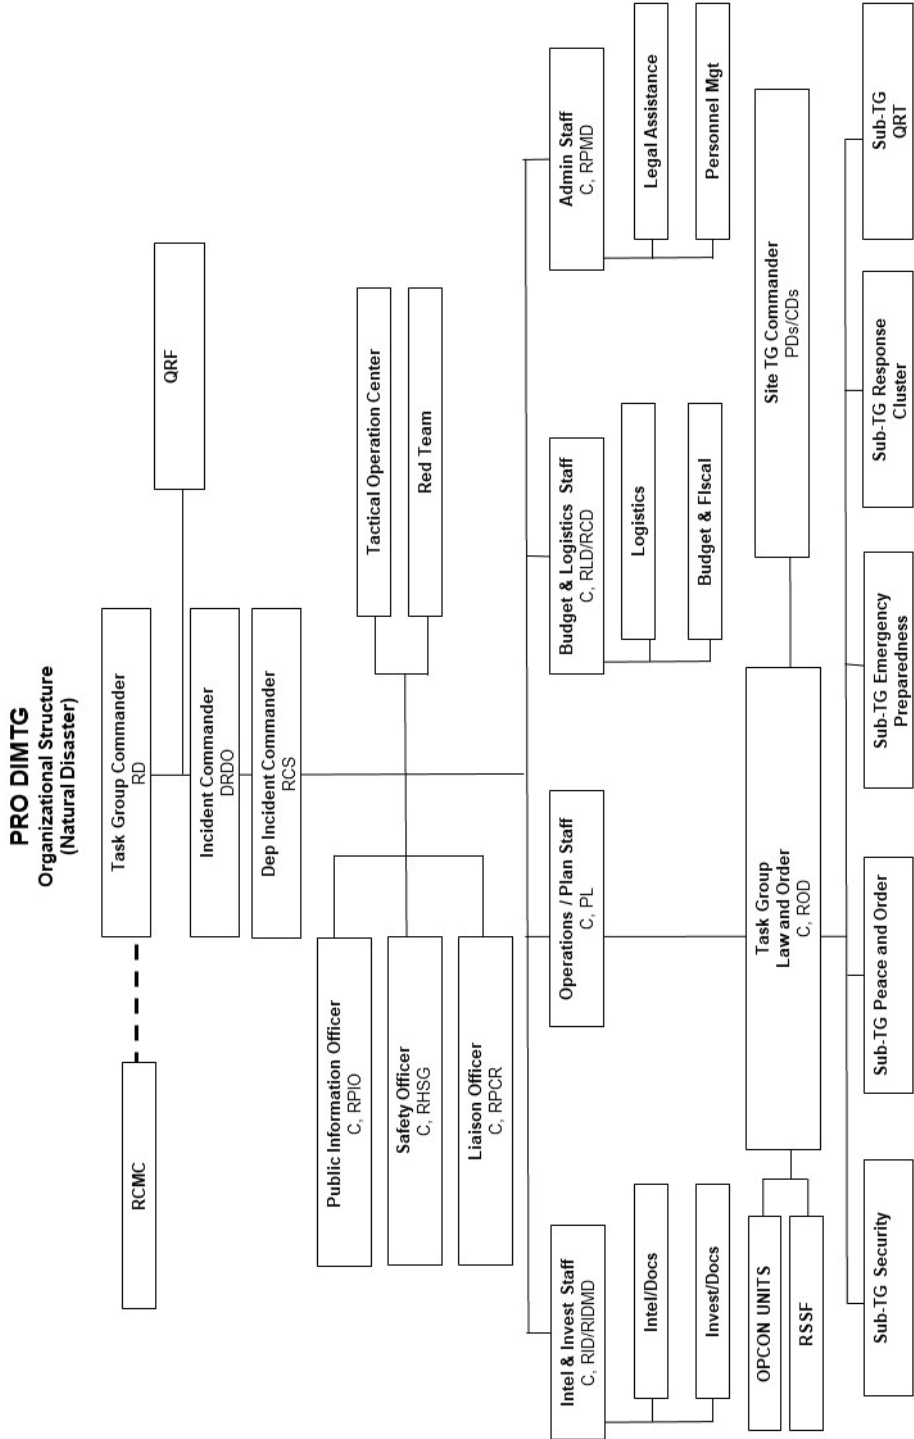 PRO DIMTG
Organizational Structure
(Natural Disaster)
RCMC
Task Group Commander
RD
QRF
Incident Commander
DRDO
Dep Incident Commander
RCS
Public Information Officer
C, RPIO
Safety Officer
C, RHSG
Liaison Officer
C, RPCR
Tactical Operation Center
Red Team
Intel & Invest Staff
C, RID/RIDMD
Intel/Docs
Invest/Docs
Operations / Plan Staff
C, PL
Budget & Logistics Staff
C, RLD/RCD
Logistics
Budget & FIscal
Admin Staff
C, RPMD
Legal Assistance
Personnel Mgt
OPCON UNITS
RSSF
Task Group
Law and Order
C, ROD
Site TG Commander
PDs/CDs
Sub-TG Security
Sub-TG Peace and Order
Sub-TG Emergency
Preparedness
Sub-TG Response
Cluster
Sub-TG
QRT